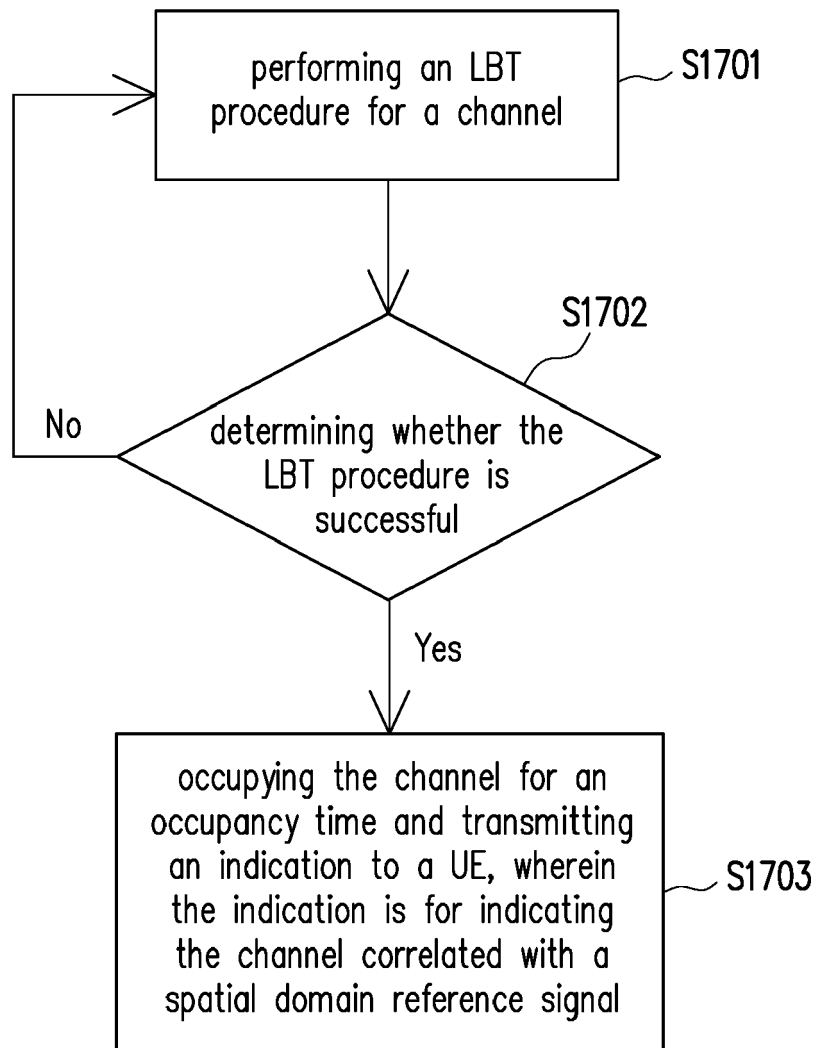 performing an LBT
procedure for a channel
S1701
S1702
determining whether the
LBT procedure is
successful
No
Yes
occupying the channel for an
occupancy time and transmitting
an indication to a UE, wherein
the indication is for indicating
the channel correlated with a
spatial domain reference signal
S1703